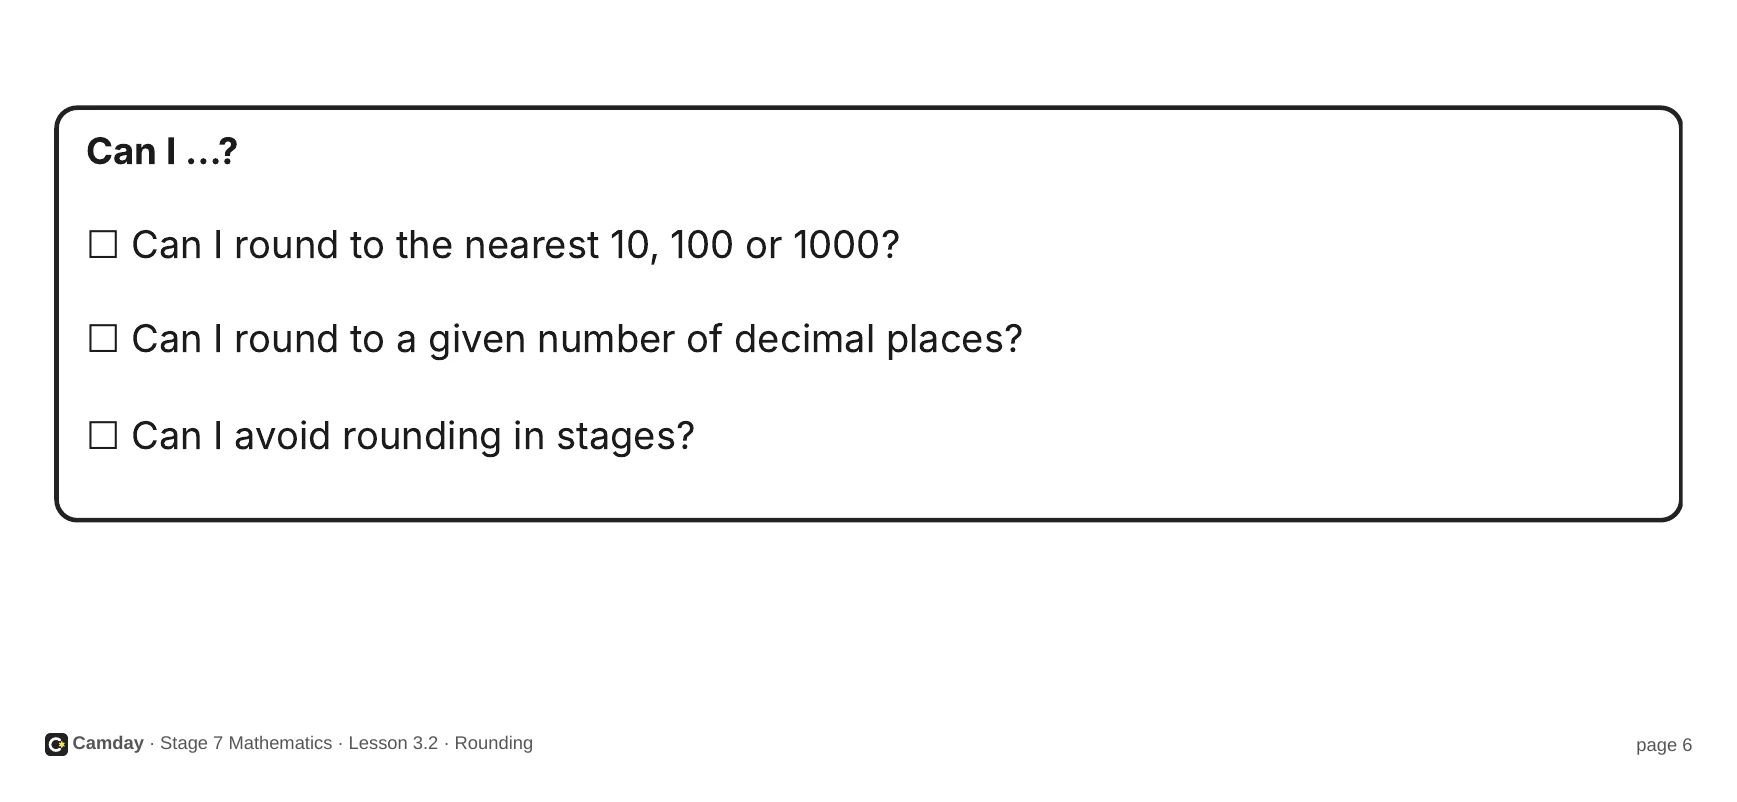 Can I ...?
☐ Can I round to the nearest 10, 100 or 1000?
☐ Can I round to a given number of decimal places?
☐ Can I avoid rounding in stages?
Camday · Stage 7 Mathematics · Lesson 3.2 · Rounding
page 6